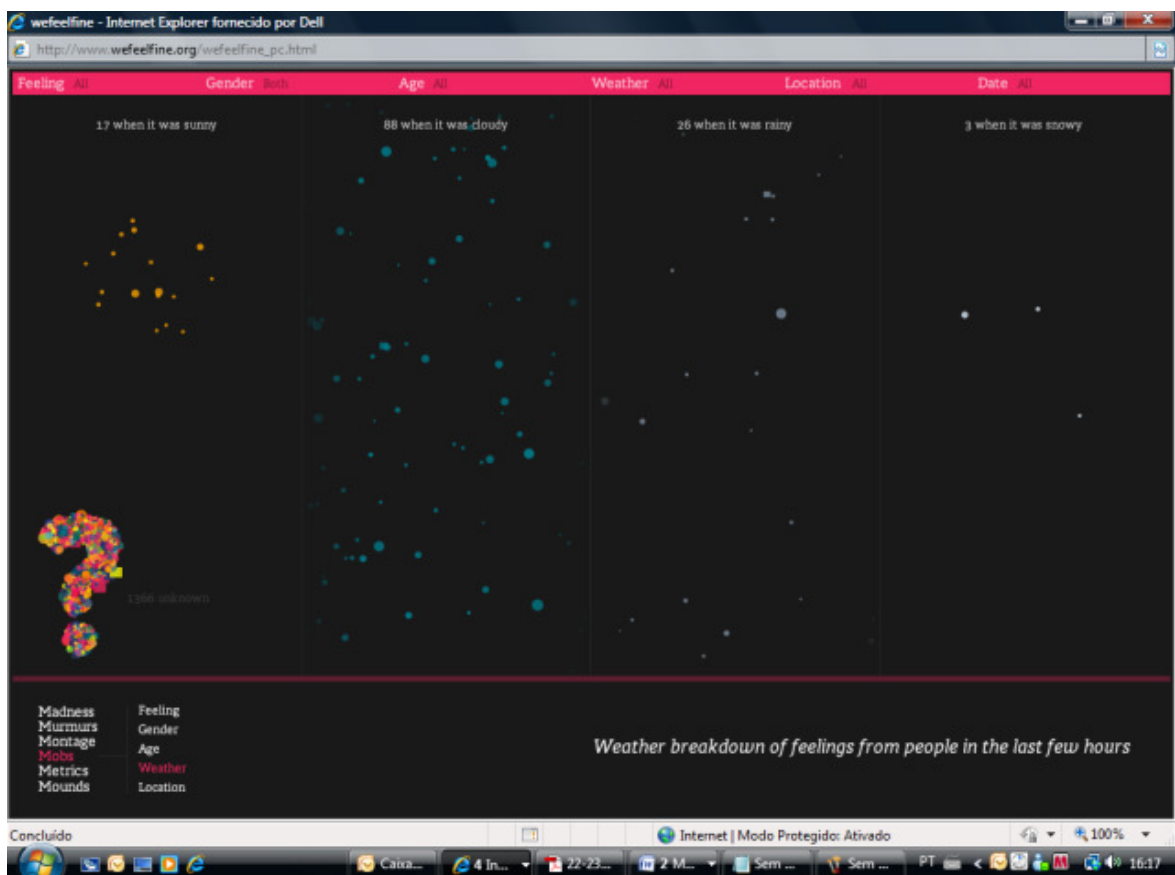 wefeelfine - Internet Explorer fornecido por Dell
http://www.wefeelfine.org/wefeelfine_pc.html
Feeling All Gender Both Age All Weather All Location All Date All
17 when it was sunny
88 when it was cloudy
26 when it was rainy
3 when it was snowy
1366 unknown
Madness
Murmurs
Montage
Mobs
Metrics
Mounds
Feeling
Gender
Age
Weather
Location
Weather breakdown of feelings from people in the last few hours
Concluído
Internet | Modo Protegido: Ativado
100%
Caixa... 4 In... 22-23... 2 M... Sem ... Sem ... PT 16:17